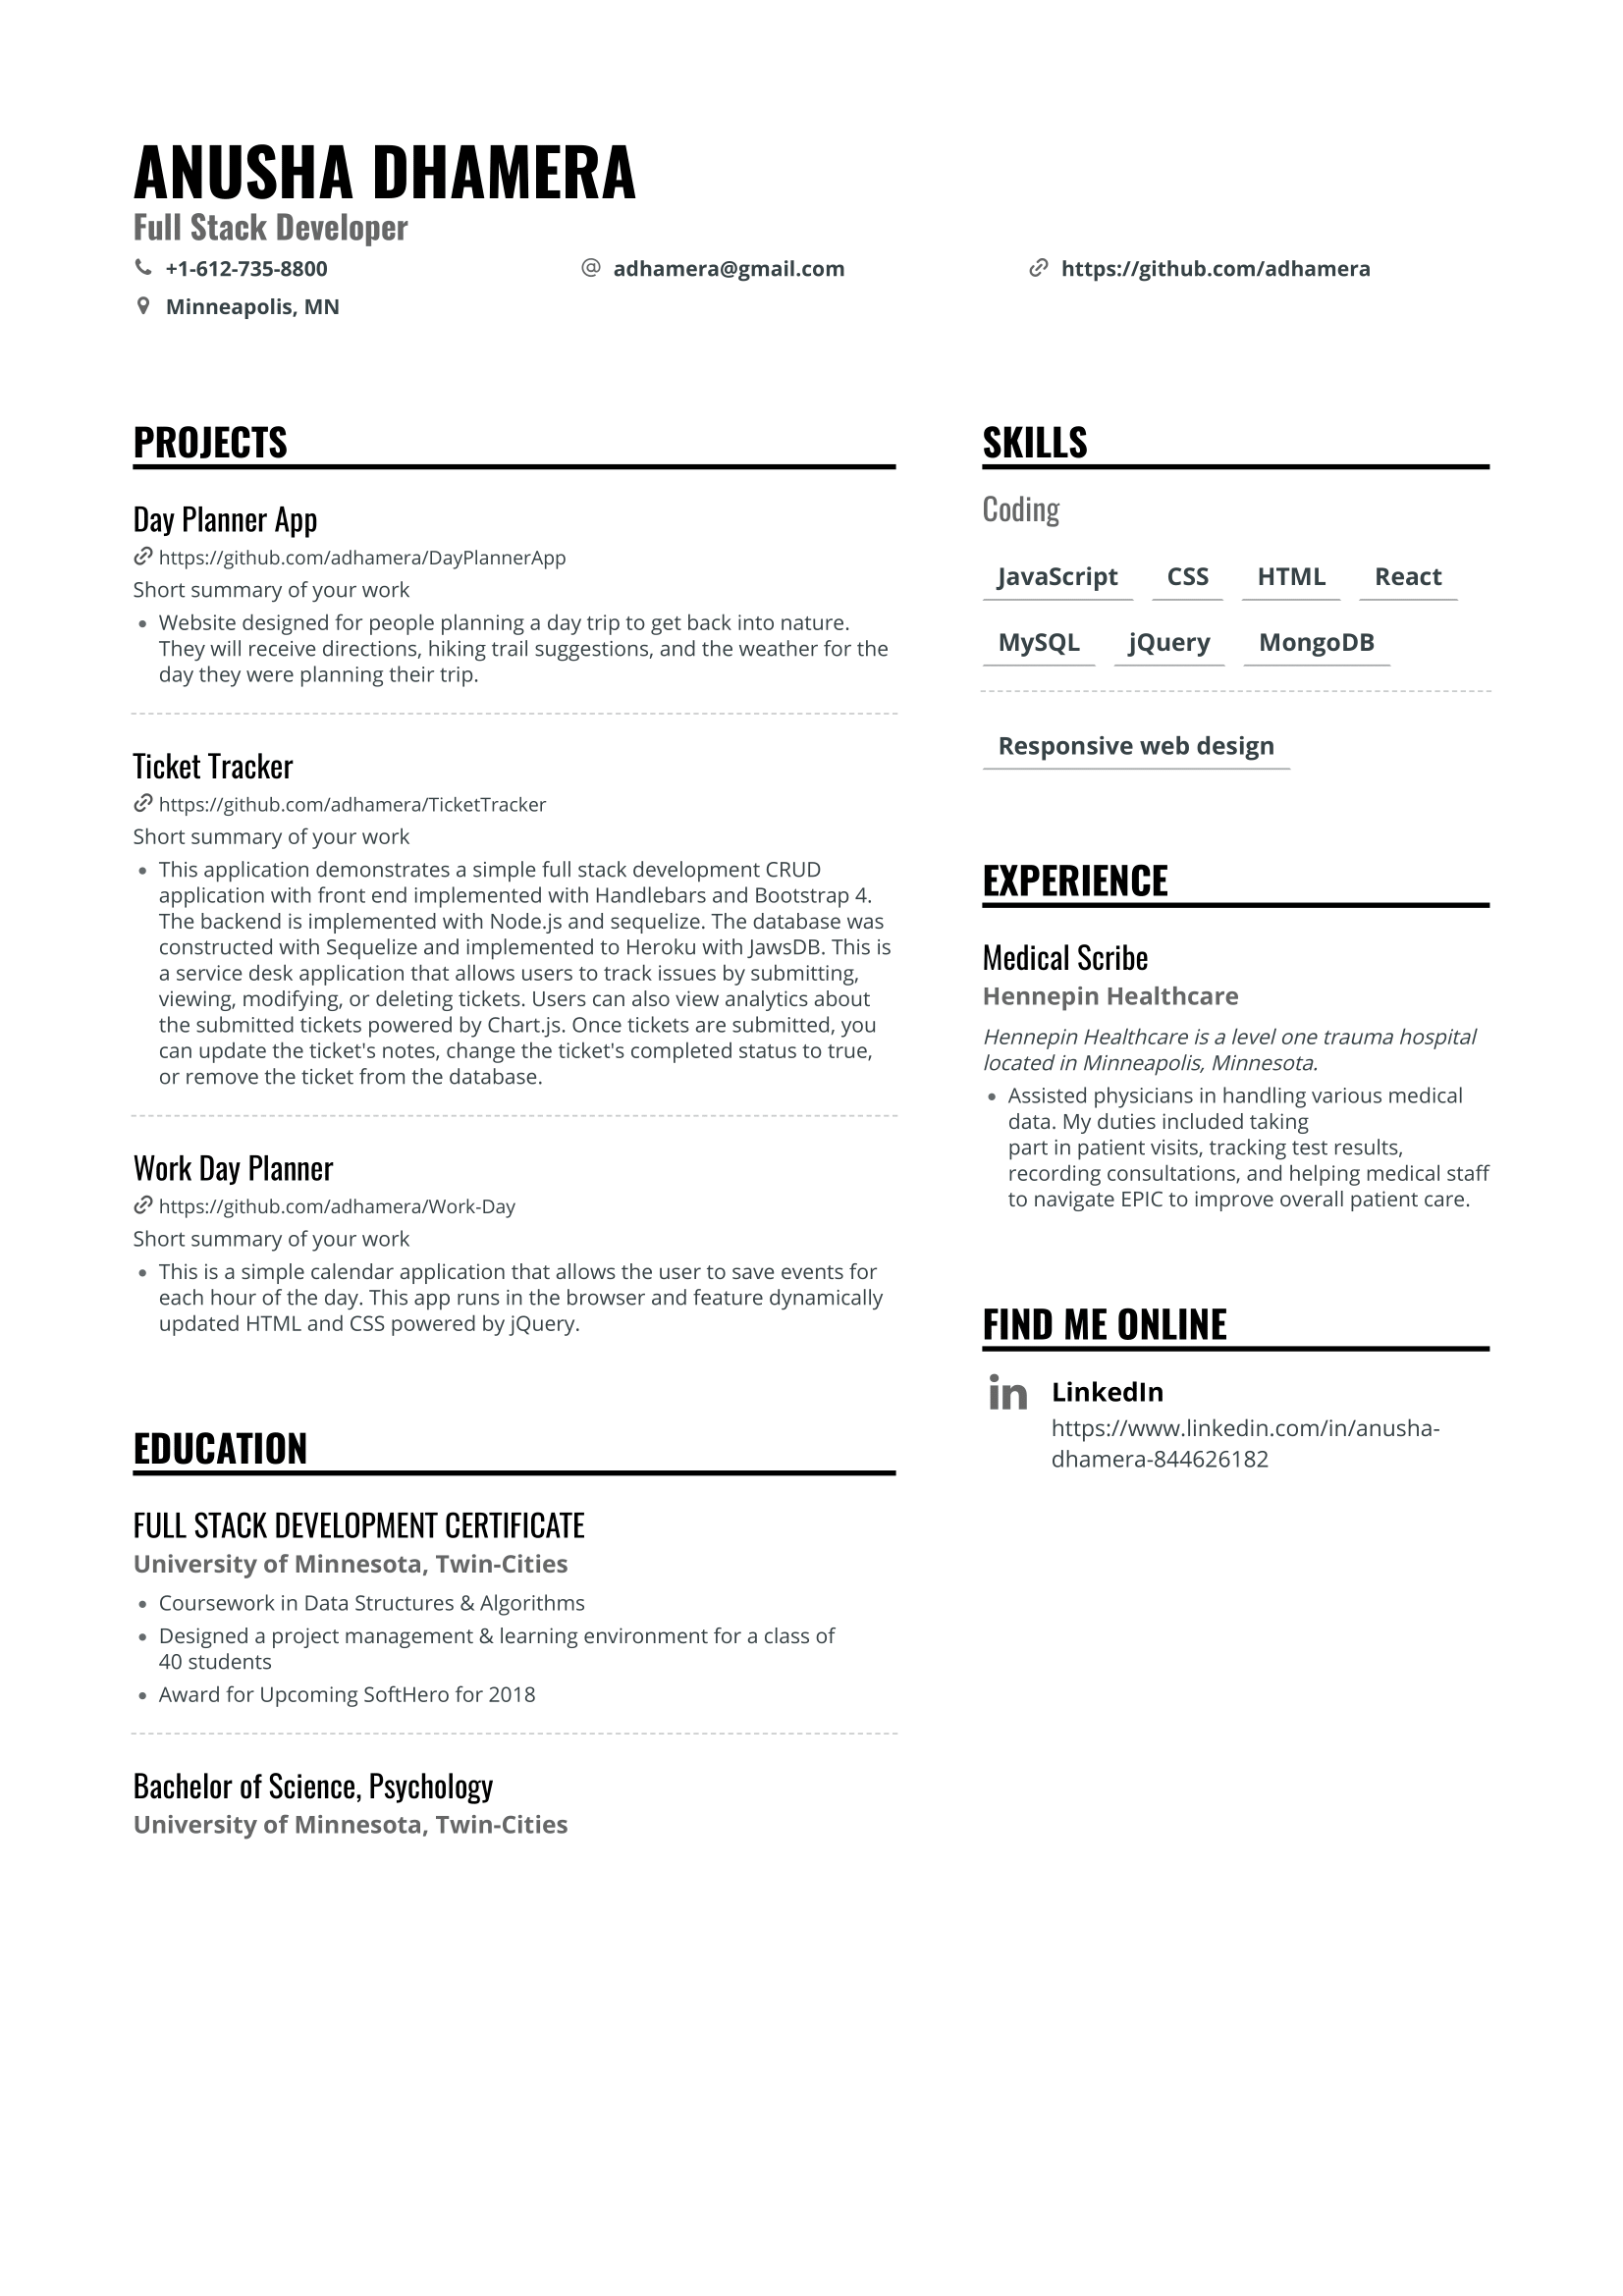 ANUSHA DHAMERA
Full Stack Developer
+1-612-735-8800
@ adhamera@gmail.com
https://github.com/adhamera
Minneapolis, MN
PROJECTS
Day Planner App
https://github.com/adhamera/DayPlannerApp
Short summary of your work
• Website designed for people planning a day trip to get back into nature.
They will receive directions, hiking trail suggestions, and the weather for the
day they were planning their trip.
Ticket Tracker
https://github.com/adhamera/TicketTracker
Short summary of your work
• This application demonstrates a simple full stack development CRUD
application with front end implemented with Handlebars and Bootstrap 4.
The backend is implemented with Node.js and sequelize. The database was
constructed with Sequelize and implemented to Heroku with JawsDB. This is
a service desk application that allows users to track issues by submitting,
viewing, modifying, or deleting tickets. Users can also view analytics about
the submitted tickets powered by Chart.js. Once tickets are submitted, you
can update the ticket's notes, change the ticket's completed status to true,
or remove the ticket from the database.
Work Day Planner
https://github.com/adhamera/Work-Day
Short summary of your work
• This is a simple calendar application that allows the user to save events for
each hour of the day. This app runs in the browser and feature dynamically
updated HTML and CSS powered by jQuery.
EDUCATION
FULL STACK DEVELOPMENT CERTIFICATE
University of Minnesota, Twin-Cities
• Coursework in Data Structures & Algorithms
• Designed a project management & learning environment for a class of
40 students
• Award for Upcoming SoftHero for 2018
Bachelor of Science, Psychology
University of Minnesota, Twin-Cities
SKILLS
Coding
JavaScript CSS HTML React
MySQL jQuery MongoDB
Responsive web design
EXPERIENCE
Medical Scribe
Hennepin Healthcare
Hennepin Healthcare is a level one trauma hospital
located in Minneapolis, Minnesota.
• Assisted physicians in handling various medical
data. My duties included taking
part in patient visits, tracking test results,
recording consultations, and helping medical staff
to navigate EPIC to improve overall patient care.
FIND ME ONLINE
in LinkedIn
https://www.linkedin.com/in/anusha-
dhamera-844626182